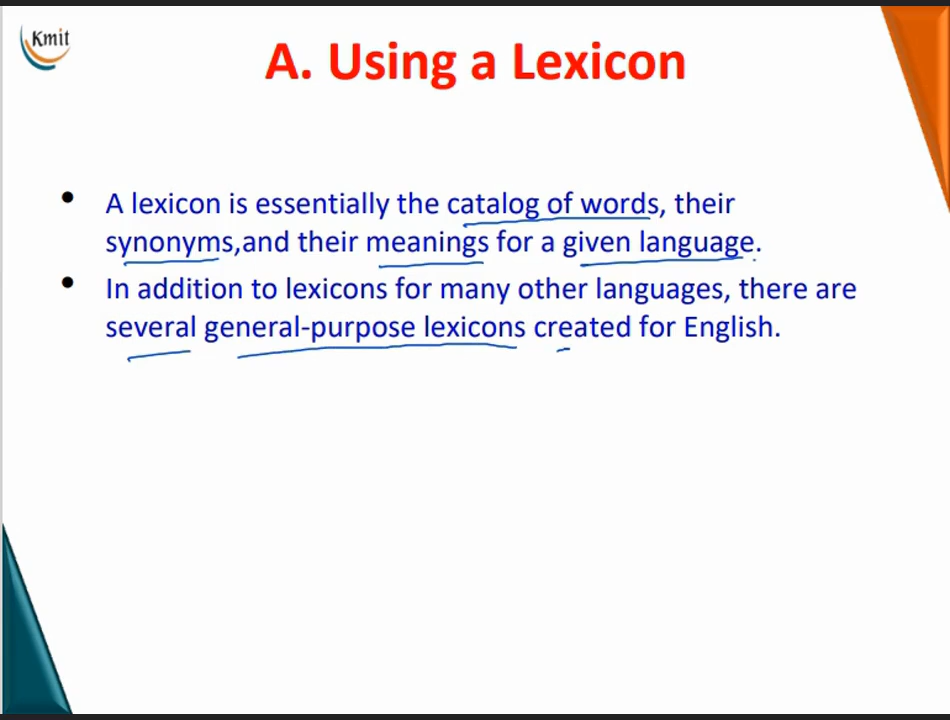 Kmit
A. Using a Lexicon
• A lexicon is essentially the catalog of words, their
synonyms,and their meanings for a given language.
• In addition to lexicons for many other languages, there are
several general-purpose lexicons created for English.